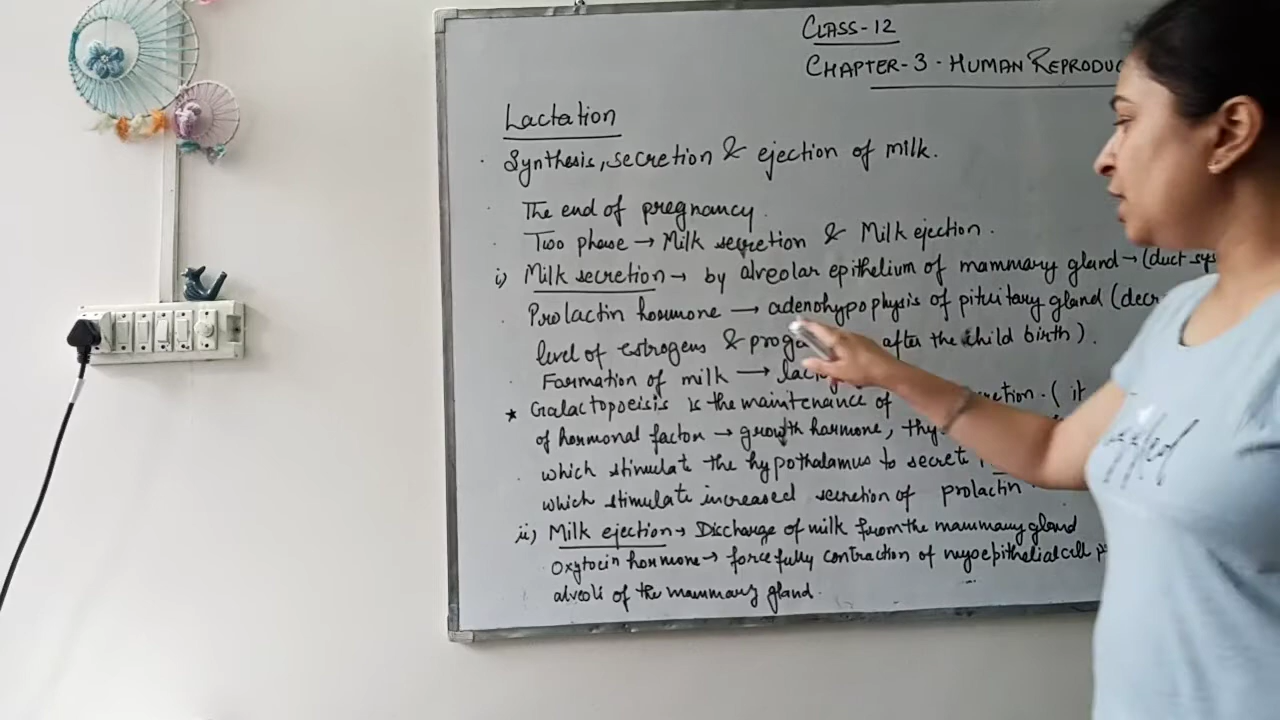 CLASS-12
CHAPTER-3 - HUMAN REPRODUC
Lactation
Synthesis, secretion & ejection of milk.
The end of pregnancy.
Two phase → Milk secretion & Milk ejection.
i) Milk secretion → by alveolar epithelium of mammary gland → (duct sys
Prolactin hormone → adenohypophysis of pituitary gland (decr
level of estrogens & proge after the child birth).
Formation of milk → lac
* Galactopoeisis is the maintenance of retion. ( it
of hormonal factor → growth hormone, thy
which stimulate the hypothalamus to secrete
which stimulate increased secretion of prolactin
ii) Milk ejection → Discharge of milk from the mammary gland
Oxytocin hormone → forcefully contraction of myoepithelial cell p
alveoli of the mammary gland.